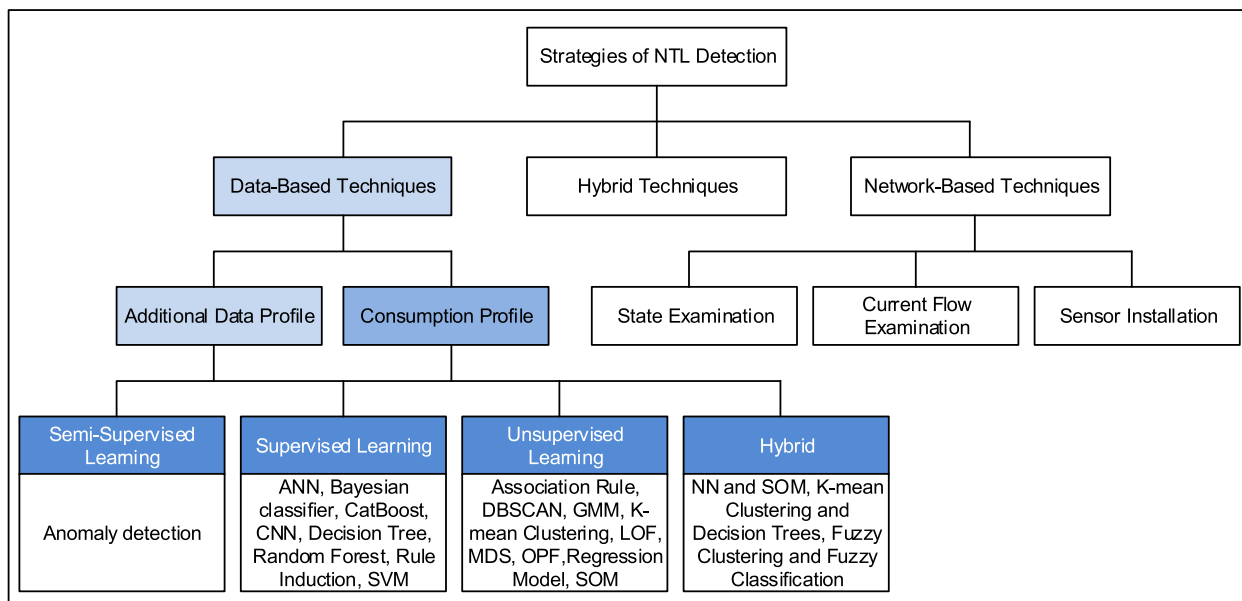 Strategies of NTL Detection
Data-Based Techniques
Hybrid Techniques
Network-Based Techniques
Additional Data Profile
Consumption Profile
State Examination
Current Flow
Examination
Sensor Installation
Semi-Supervised
Learning
Anomaly detection
Supervised Learning
ANN, Bayesian
classifier, CatBoost,
CNN, Decision Tree,
Random Forest, Rule
Induction, SVM
Unsupervised
Learning
Association Rule,
DBSCAN, GMM, K-
mean Clustering, LOF,
MDS, OPF,Regression
Model, SOM
Hybrid
NN and SOM, K-mean
Clustering and
Decision Trees, Fuzzy
Clustering and Fuzzy
Classification